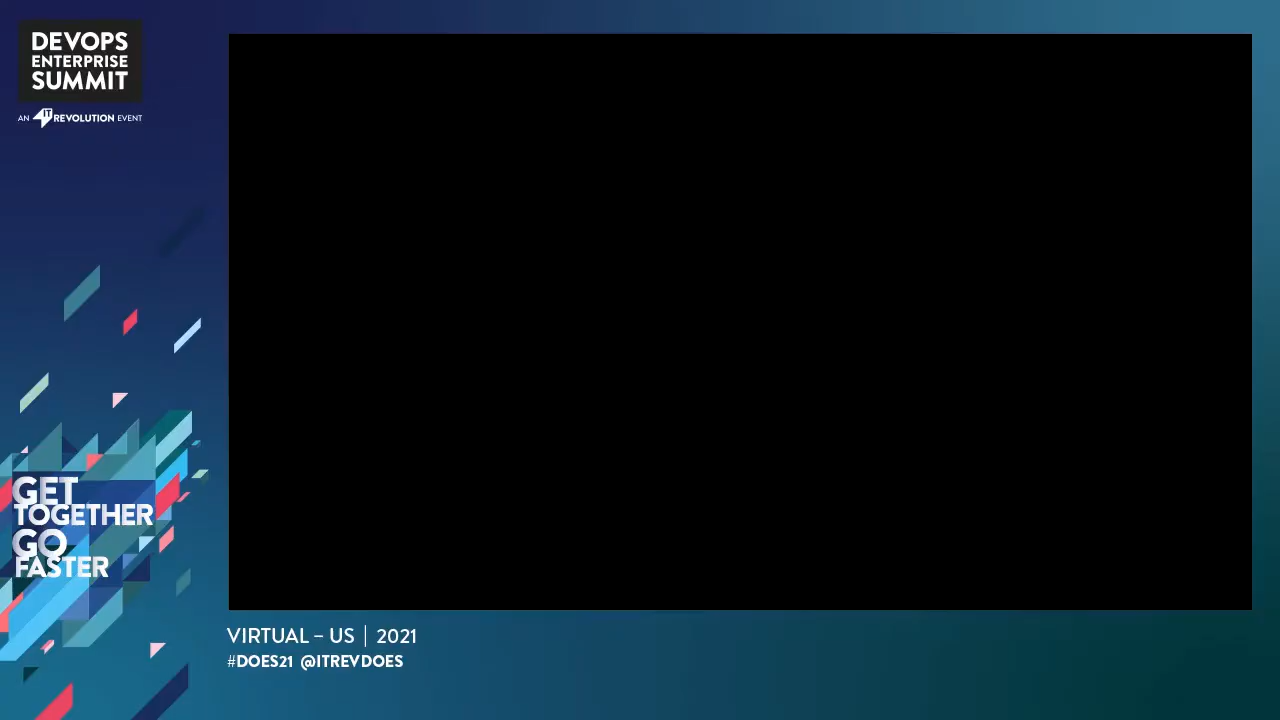 DEVOPS
ENTERPRISE
SUMMIT
AN IT REVOLUTION EVENT
GET
TOGETHER
GO
FASTER
VIRTUAL – US | 2021
#DOES21 @ITREVDOES